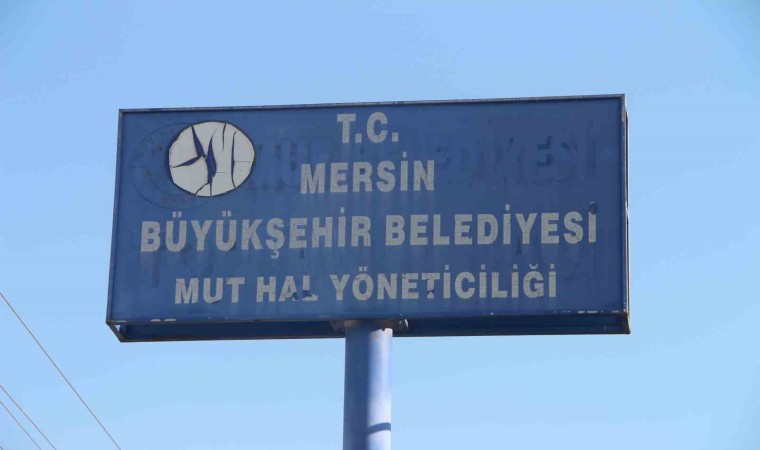 T.C.
MERSİN
BÜYÜKŞEHİR BELEDİYESİ
MUT HAL YÖNETİCİLİĞİ